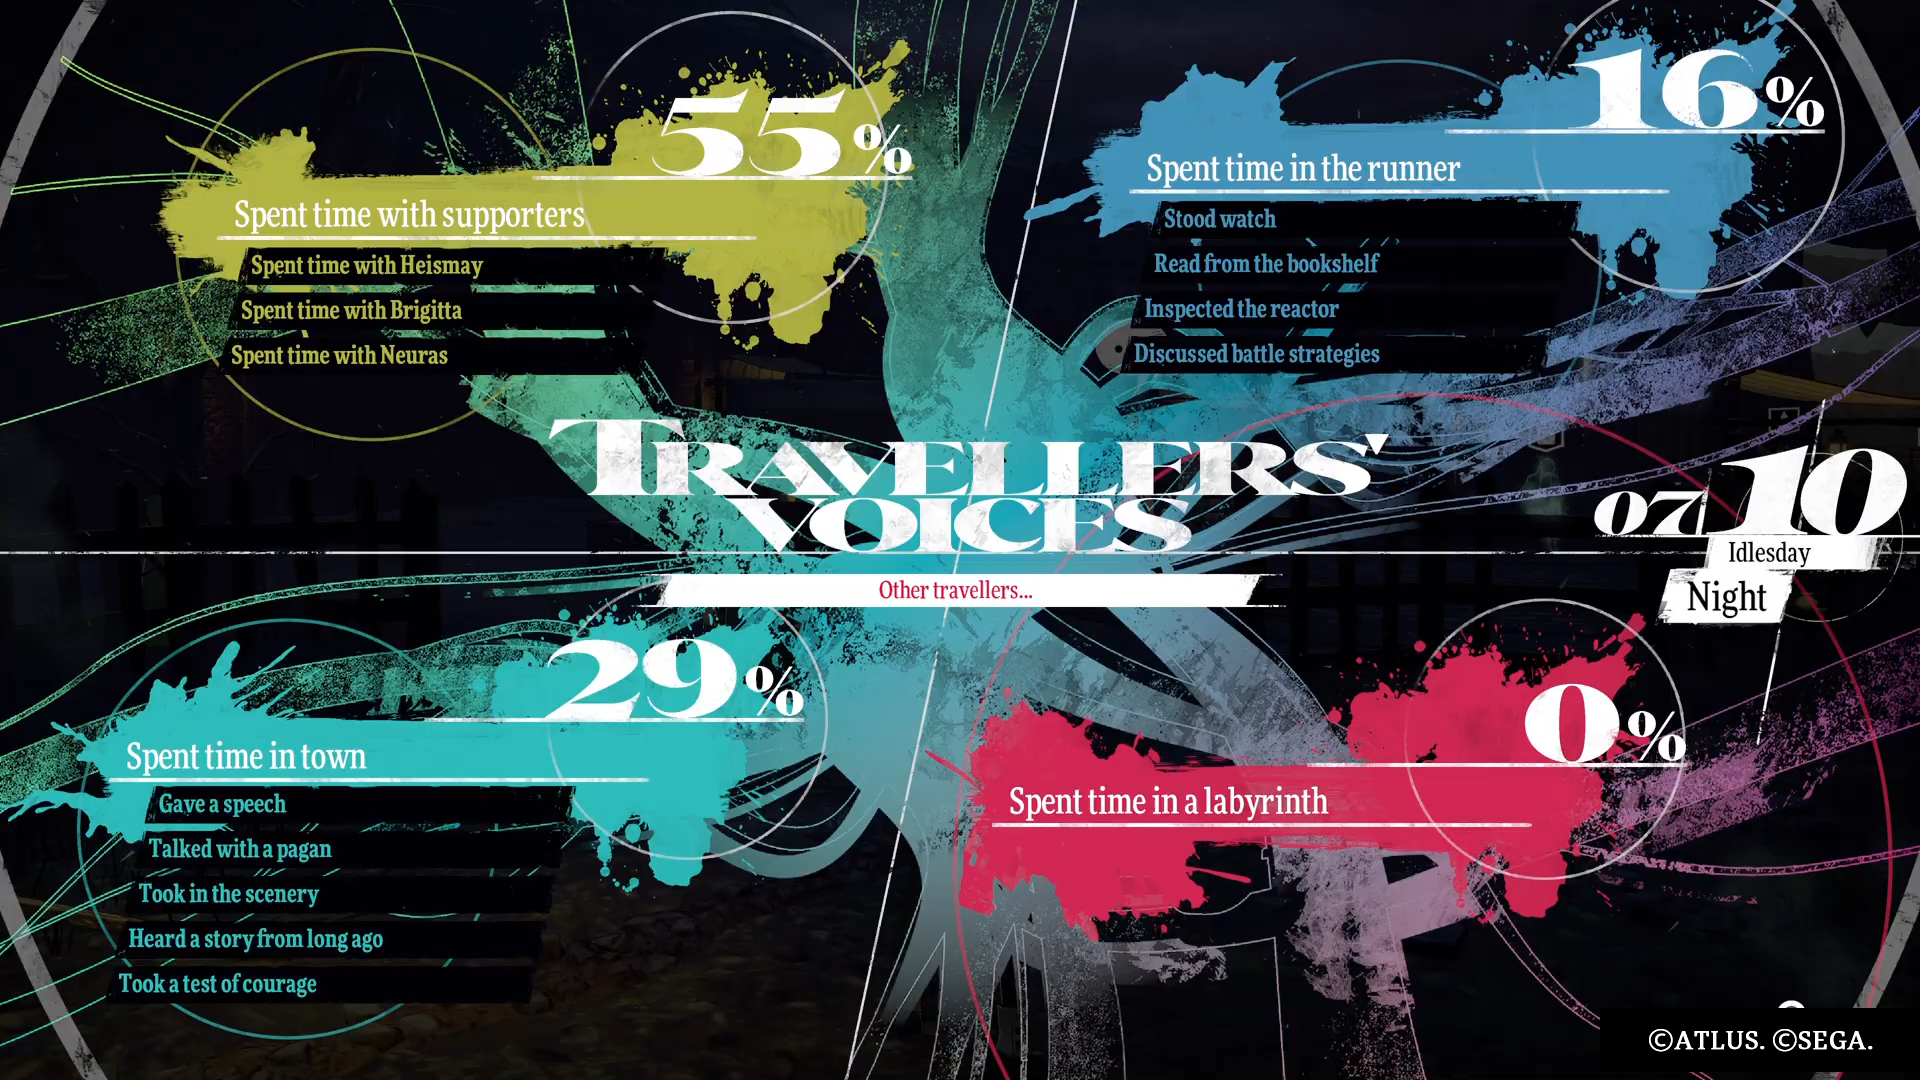 55%
Spent time with supporters
Spent time with Heismay
Spent time with Brigitta
Spent time with Neuras
16%
Spent time in the runner
Stood watch
Read from the bookshelf
Inspected the reactor
Discussed battle strategies
TRAVELLERS'
VOICES
Other travellers...
07/10
Idlesday
Night
29%
Spent time in town
Gave a speech
Talked with a pagan
Took in the scenery
Heard a story from long ago
Took a test of courage
0%
Spent time in a labyrinth
©ATLUS. ©SEGA.